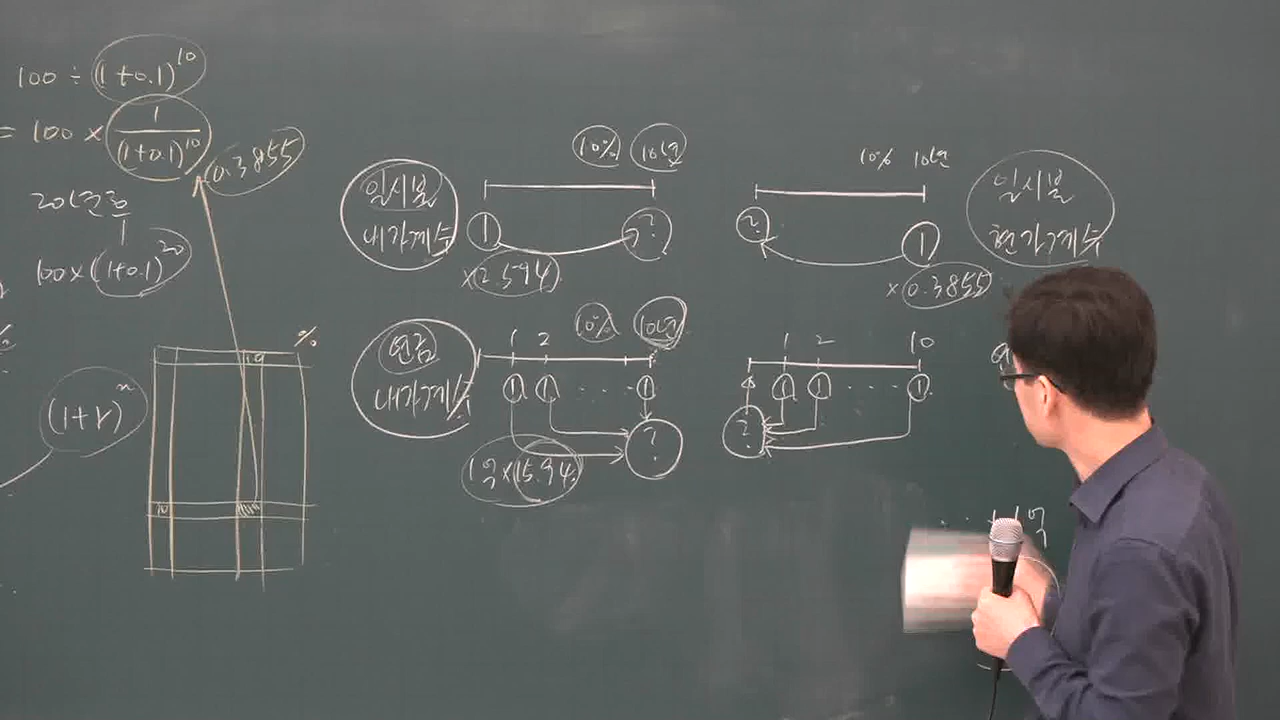 100 ÷ (1+0.1)^10
= 100 × 1/(1+0.1)^10
0.3855
20년후
1
100×(1+0.1)^20
%
(1+r)^n
10
10
%
일시불
내가계수
10% 10년
1 ?
×2.594
10% 10년
? 1
×0.3855
일시불
현가계수
연금
내가계수
10% 10년
1 2
1 1 ···· 1
?
1억×15.94
1 2 10
1 1 ···· 1
?
+1억